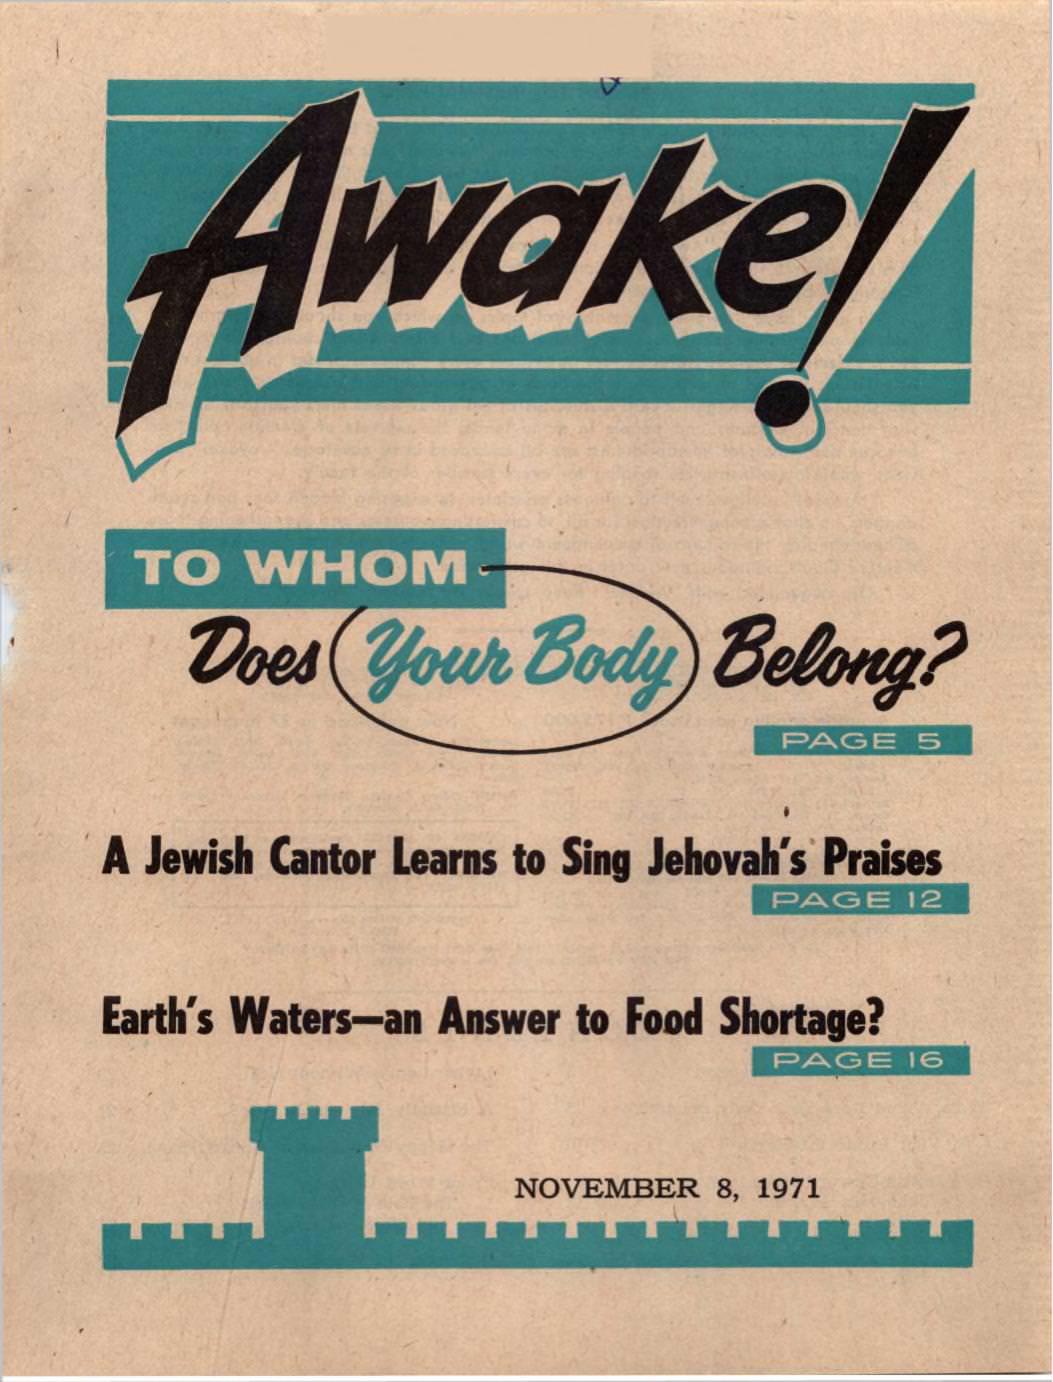 Awake!
TO WHOM
Does Your Body Belong?
PAGE 5
A Jewish Cantor Learns to Sing Jehovah's Praises
PAGE 12
Earth's Waters—an Answer to Food Shortage?
PAGE 16
NOVEMBER 8, 1971